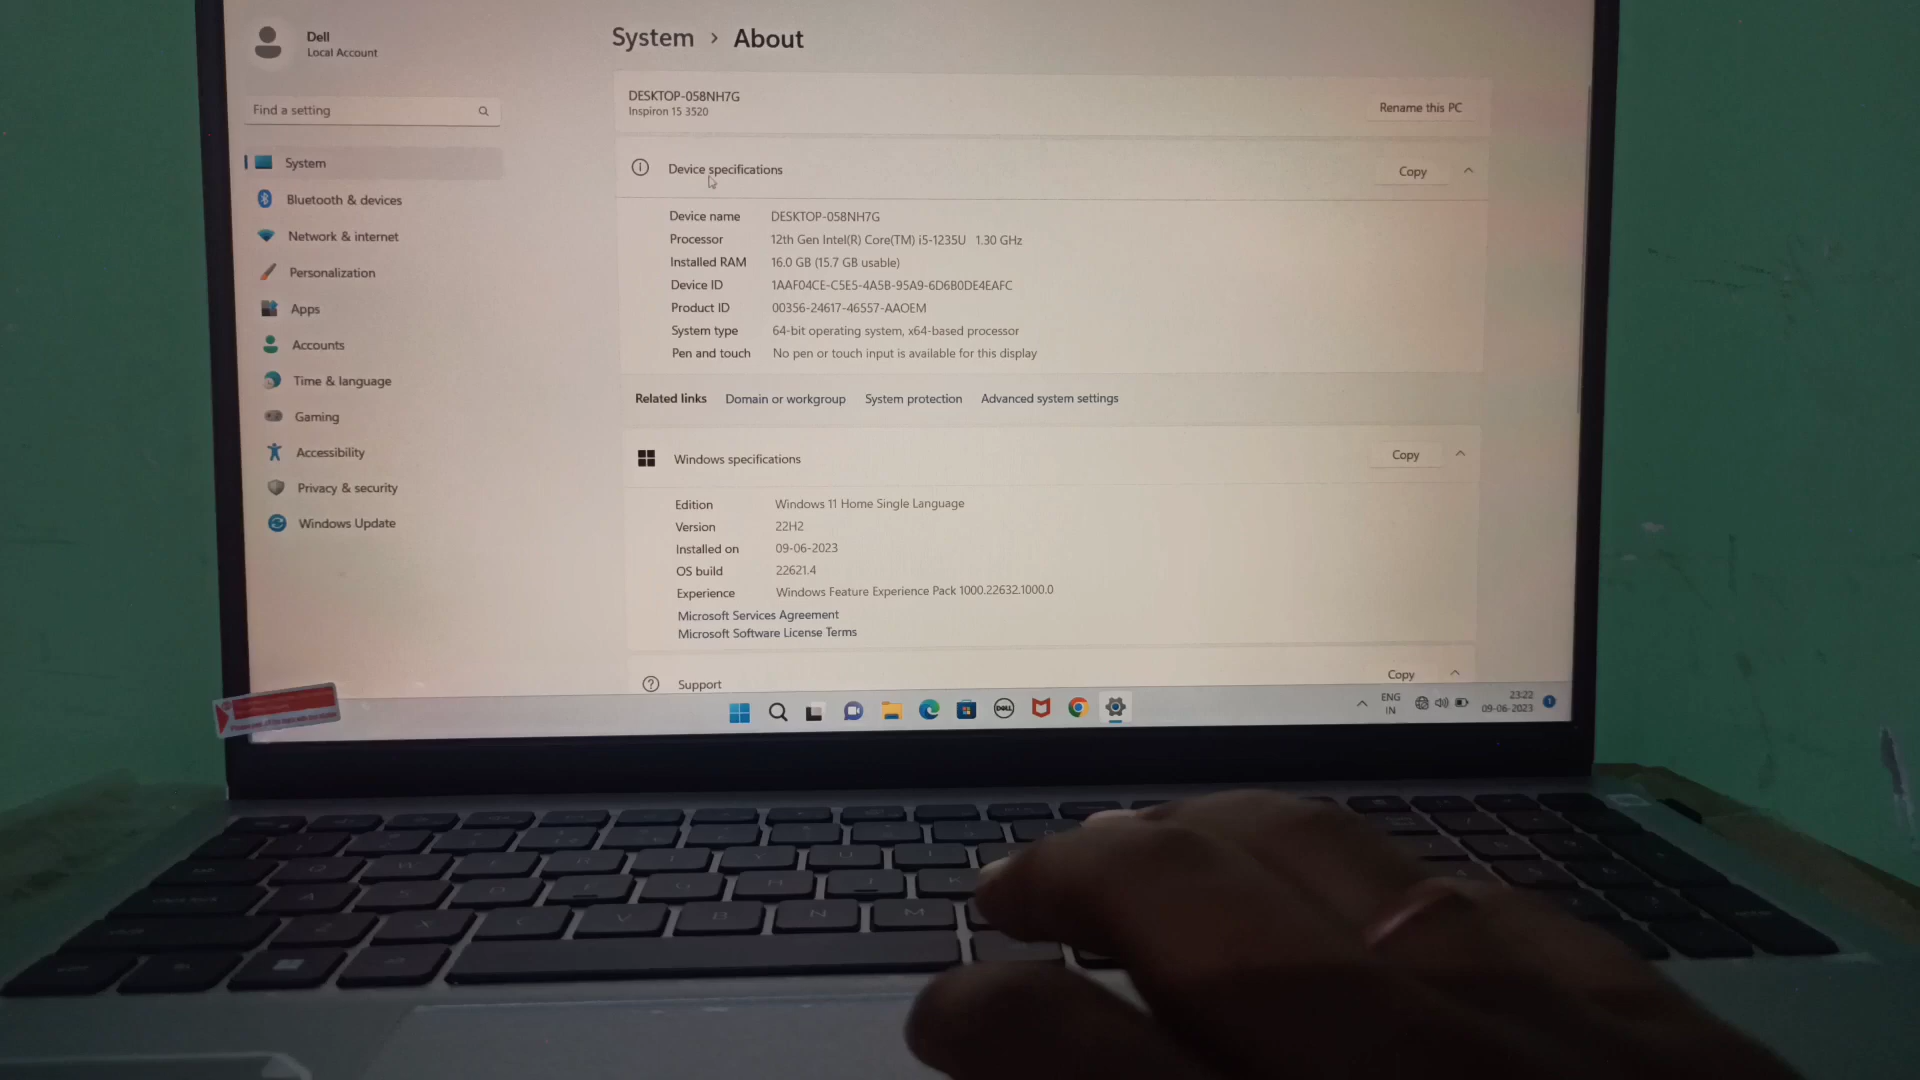 Dell
Local Account
Find a setting
System
Bluetooth & devices
Network & internet
Personalization
Apps
Accounts
Time & language
Gaming
Accessibility
Privacy & security
Windows Update
System > About
DESKTOP-058NH7G
Inspiron 15 3520
Rename this PC
Device specifications
Copy
Device name DESKTOP-058NH7G
Processor 12th Gen Intel(R) Core(TM) i5-1235U 1.30 GHz
Installed RAM 16.0 GB (15.7 GB usable)
Device ID 1AAF04CE-C5E5-4A5B-95A9-6D6B0DE4EAFC
Product ID 00356-24617-46557-AAOEM
System type 64-bit operating system, x64-based processor
Pen and touch No pen or touch input is available for this display
Related links Domain or workgroup System protection Advanced system settings
Windows specifications
Copy
Edition Windows 11 Home Single Language
Version 22H2
Installed on 09-06-2023
OS build 22621.4
Experience Windows Feature Experience Pack 1000.22632.1000.0
Microsoft Services Agreement
Microsoft Software License Terms
Support
Copy
DELL
ENG
IN
23:22
09-06-2023
1
Q W E R T Y U I
A S D F G H J K
Z X C V B N M